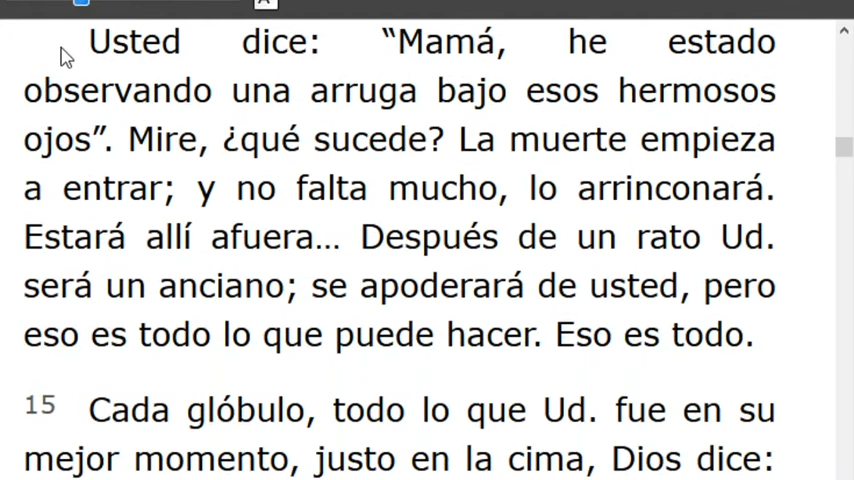 Usted dice: “Mamá, he estado
observando una arruga bajo esos hermosos
ojos”. Mire, ¿qué sucede? La muerte empieza
a entrar; y no falta mucho, lo arrinconará.
Estará allí afuera… Después de un rato Ud.
será un anciano; se apoderará de usted, pero
eso es todo lo que puede hacer. Eso es todo.
15 Cada glóbulo, todo lo que Ud. fue en su
mejor momento, justo en la cima, Dios dice: